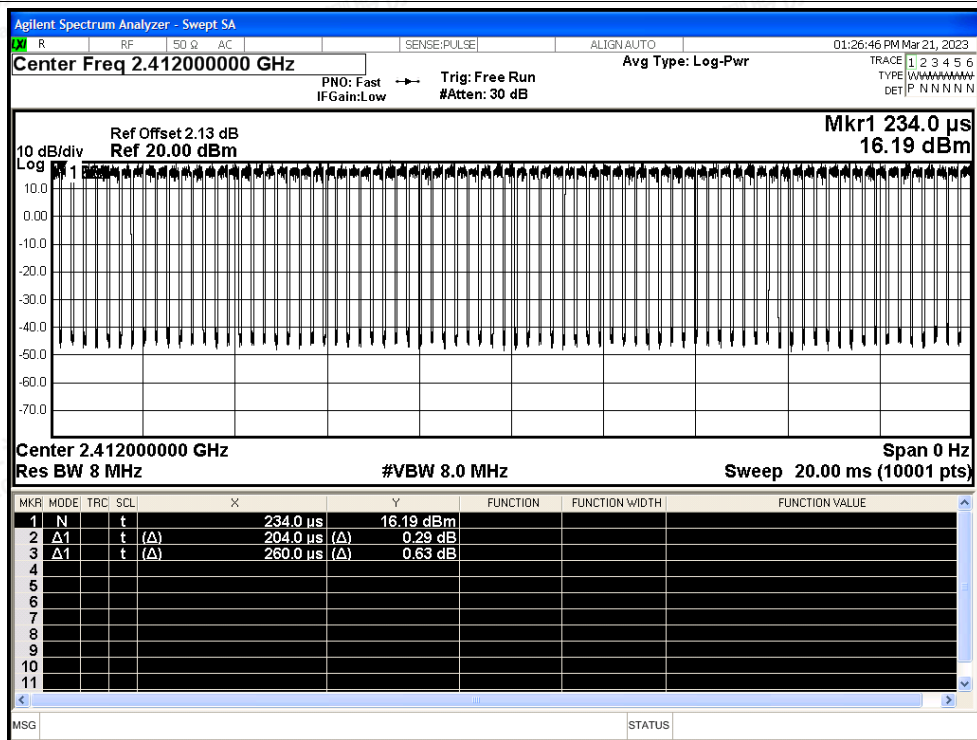 Agilent Spectrum Analyzer - Swept SA
LXI R RF 50 Ω AC SENSE:PULSE ALIGN AUTO 01:26:46 PM Mar 21, 2023
Center Freq 2.412000000 GHz
PNO: Fast
IFGain:Low
Trig: Free Run
#Atten: 30 dB
Avg Type: Log-Pwr
TRACE 1 2 3 4 5 6
TYPE WWWWWW
DET P N N N N N
Mkr1 234.0 µs
16.19 dBm
Ref Offset 2.13 dB
10 dB/div Ref 20.00 dBm
Log
1
10.0
0.00
-10.0
-20.0
-30.0
-40.0
-50.0
-60.0
-70.0
Center 2.412000000 GHz Span 0 Hz
Res BW 8 MHz #VBW 8.0 MHz Sweep 20.00 ms (10001 pts)
MKR MODE TRC SCL X Y FUNCTION FUNCTION WIDTH FUNCTION VALUE
1 N t 234.0 µs 16.19 dBm
2 Δ1 t (Δ) 204.0 µs (Δ) 0.29 dB
3 Δ1 t (Δ) 260.0 µs (Δ) 0.63 dB
4
5
6
7
8
9
10
11
MSG STATUS